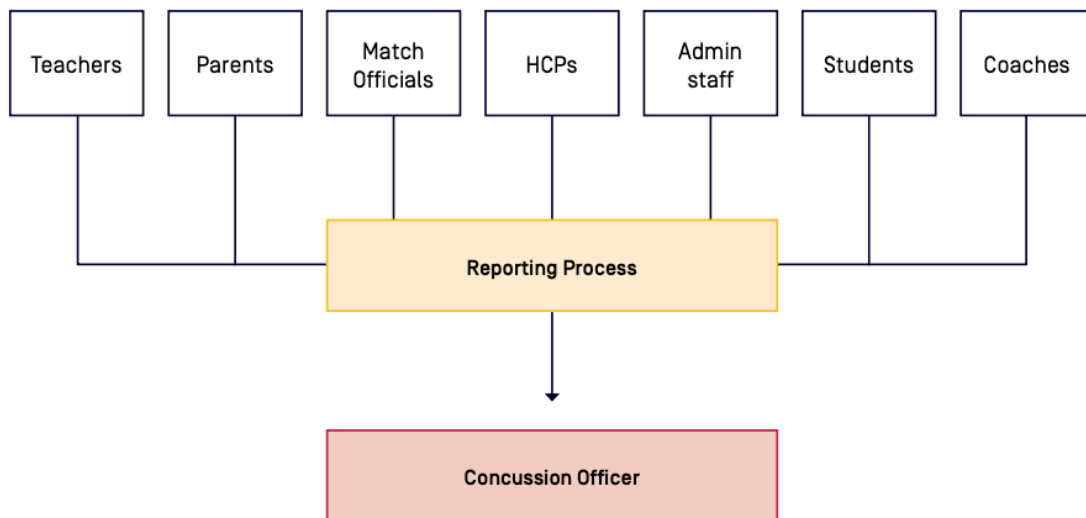 Teachers
Parents
Match
Officials
HCPs
Admin
staff
Students
Coaches
Reporting Process
Concussion Officer